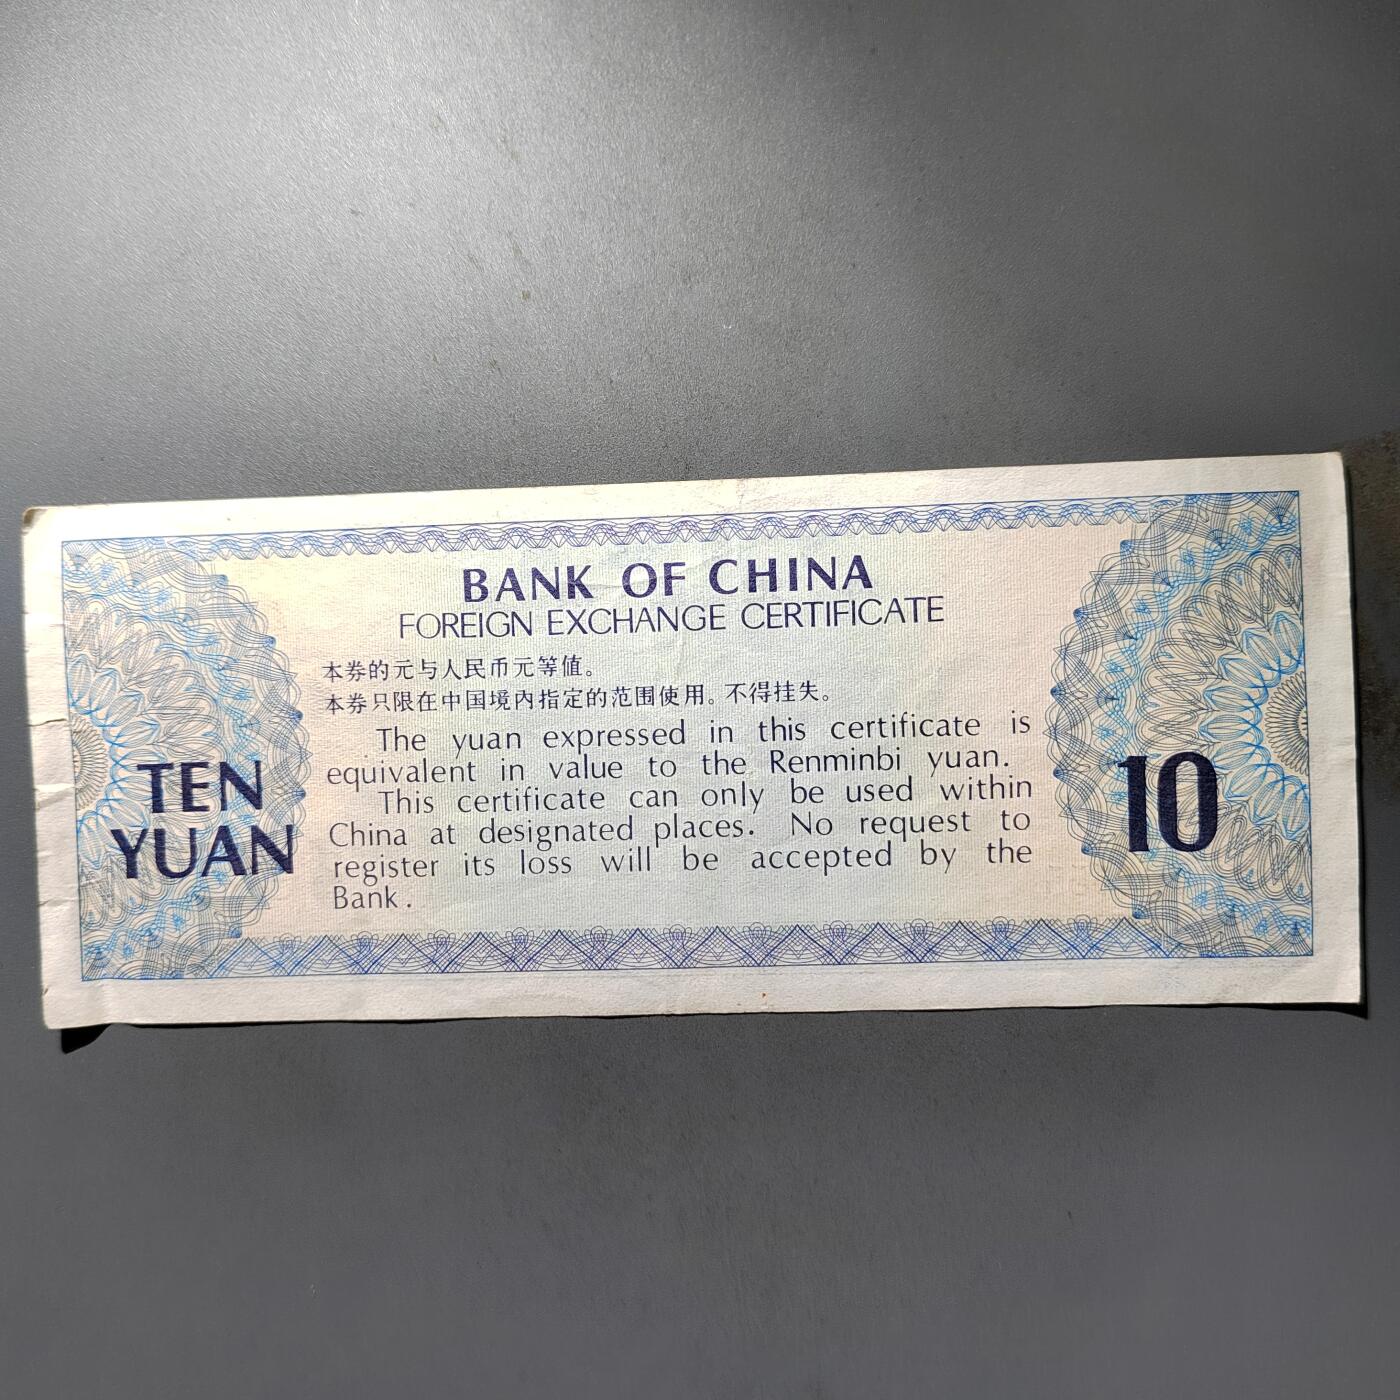 BANK OF CHINA
FOREIGN EXCHANGE CERTIFICATE
本券的元与人民币元等值。
本券只限在中国境内指定的范围使用。不得挂失。
The yuan expressed in this certificate is
equivalent in value to the Renminbi yuan.
This certificate can only be used within
China at designated places. No request to
register its loss will be accepted by the
Bank.
TEN
YUAN
10